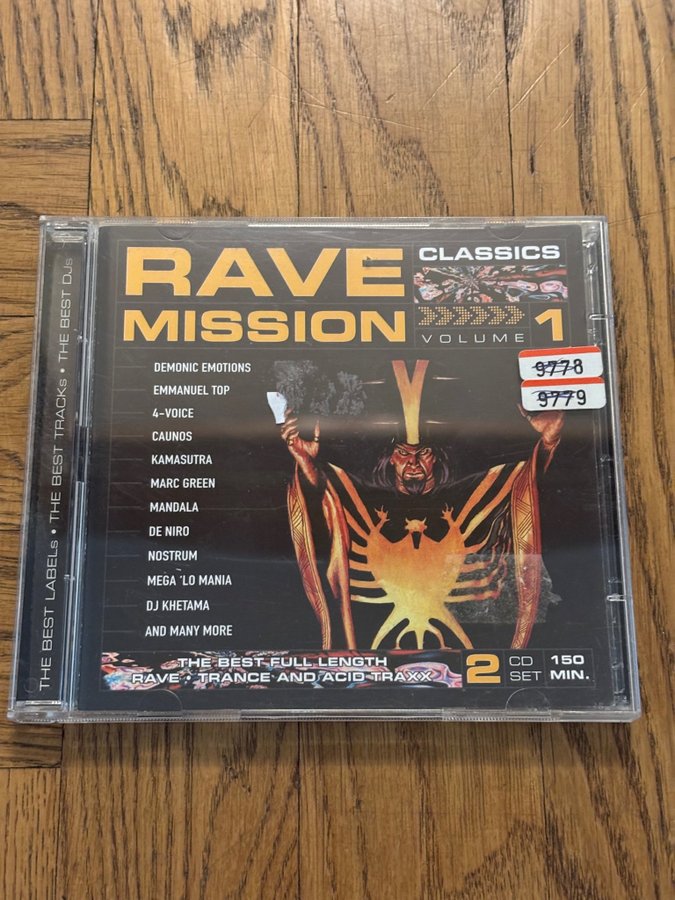 RAVE
MISSION
CLASSICS
VOLUME 1
9778
9779
DEMONIC EMOTIONS
EMMANUEL TOP
4-VOICE
CAUNOS
KAMASUTRA
MARC GREEN
MANDALA
DE NIRO
NOSTRUM
MEGA 'LO MANIA
DJ KHETAMA
AND MANY MORE
THE BEST FULL LENGTH
RAVE • TRANCE AND ACID TRAXX
2 CD SET
150 MIN.
THE BEST LABELs • THE BEST TRACKs • THE BEST DJs